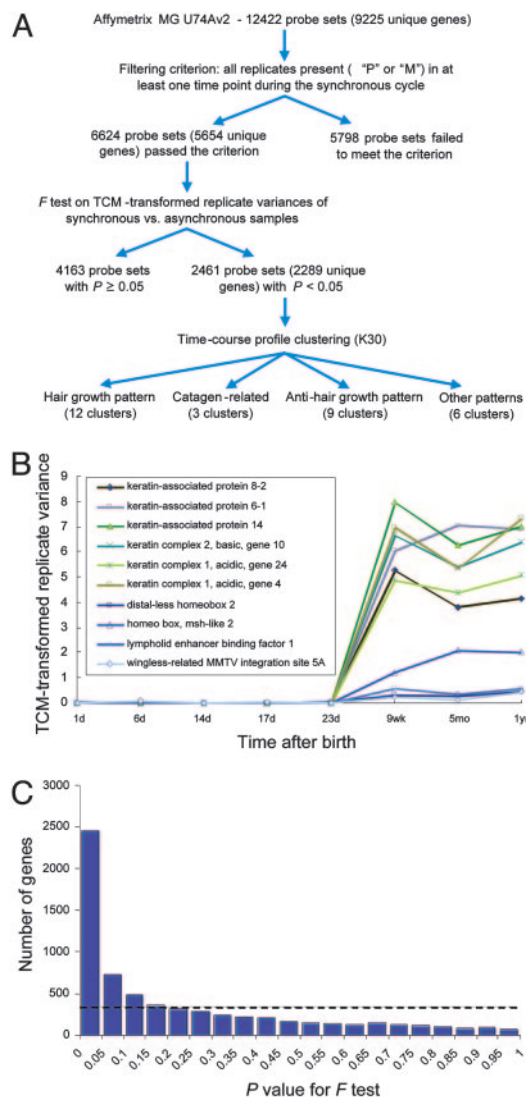 A
Affymetrix MG U74Av2 - 12422 probe sets (9225 unique genes)
Filtering criterion: all replicates present ( "P" or "M") in at
least one time point during the synchronous cycle
6624 probe sets (5654 unique
genes) passed the criterion
5798 probe sets failed
to meet the criterion
F test on TCM -transformed replicate variances of
synchronous vs. asynchronous samples
4163 probe sets
with P ≥ 0.05
2461 probe sets (2289 unique
genes) with P < 0.05
Time-course profile clustering (K30)
Hair growth pattern
(12 clusters)
Catagen-related
(3 clusters)
Anti-hair growth pattern
(9 clusters)
Other patterns
(6 clusters)
B
TCM-transformed replicate variance
9
8
7
6
5
4
3
2
1
0
keratin-associated protein 8-2
keratin-associated protein 6-1
keratin-associated protein 14
keratin complex 2, basic, gene 10
keratin complex 1, acidic, gene 24
keratin complex 1, acidic, gene 4
distal-less homeobox 2
homeo box, msh-like 2
lympholid enhancer binding factor 1
wingless-related MMTV integration site 5A
1d 6d 14d 17d 23d 9wk 5mo 1yr
Time after birth
C
Number of genes
3000
2500
2000
1500
1000
500
0
0 0.05 0.1 0.15 0.2 0.25 0.3 0.35 0.4 0.45 0.5 0.55 0.6 0.65 0.7 0.75 0.8 0.85 0.9 0.95 1
P value for F test